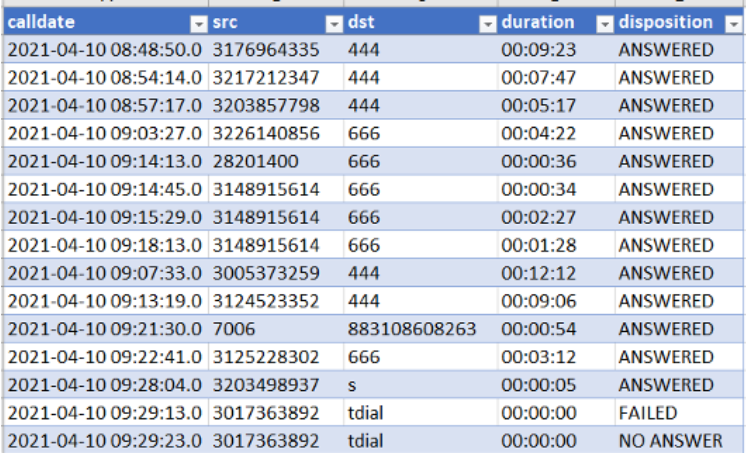 calldate src dst duration disposition
2021-04-10 08:48:50.0 3176964335 444 00:09:23 ANSWERED
2021-04-10 08:54:14.0 3217212347 444 00:07:47 ANSWERED
2021-04-10 08:57:17.0 3203857798 444 00:05:17 ANSWERED
2021-04-10 09:03:27.0 3226140856 666 00:04:22 ANSWERED
2021-04-10 09:14:13.0 28201400 666 00:00:36 ANSWERED
2021-04-10 09:14:45.0 3148915614 666 00:00:34 ANSWERED
2021-04-10 09:15:29.0 3148915614 666 00:02:27 ANSWERED
2021-04-10 09:18:13.0 3148915614 666 00:01:28 ANSWERED
2021-04-10 09:07:33.0 3005373259 444 00:12:12 ANSWERED
2021-04-10 09:13:19.0 3124523352 444 00:09:06 ANSWERED
2021-04-10 09:21:30.0 7006 883108608263 00:00:54 ANSWERED
2021-04-10 09:22:41.0 3125228302 666 00:03:12 ANSWERED
2021-04-10 09:28:04.0 3203498937 s 00:00:05 ANSWERED
2021-04-10 09:29:13.0 3017363892 tdial 00:00:00 FAILED
2021-04-10 09:29:23.0 3017363892 tdial 00:00:00 NO ANSWER